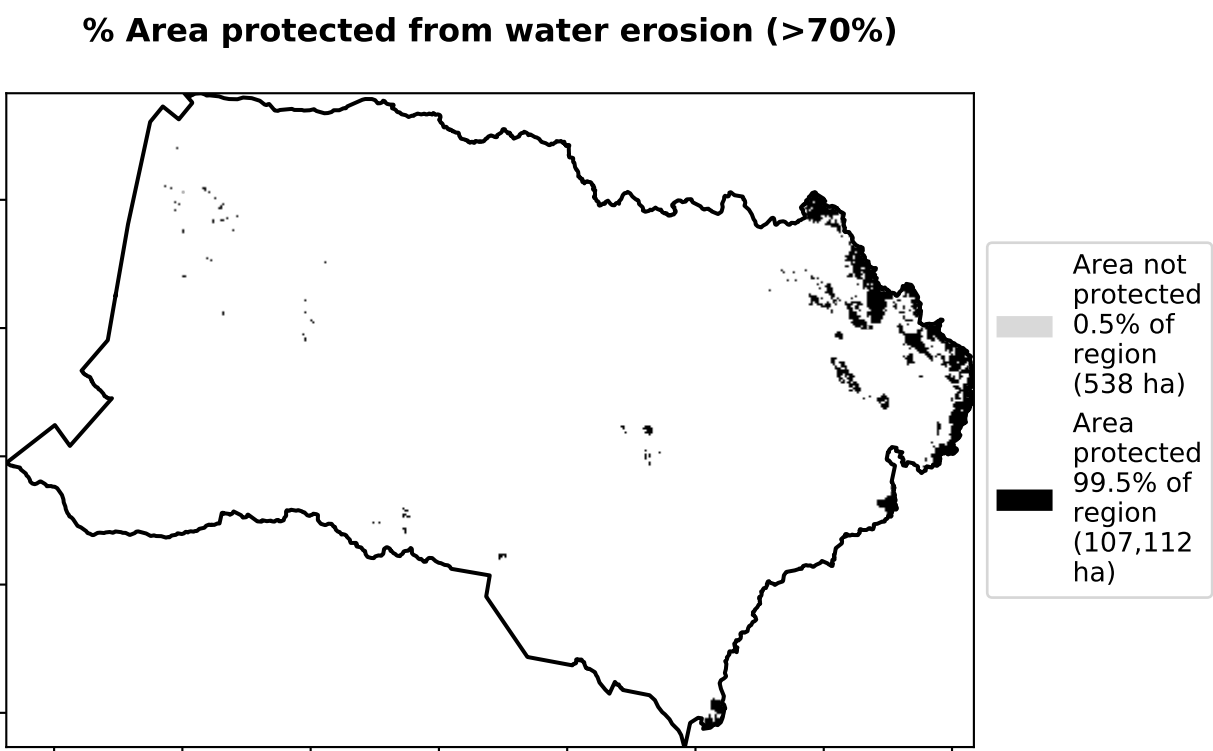 % Area protected from water erosion (>70%)
Area not
protected
0.5% of
region
(538 ha)
Area
protected
99.5% of
region
(107,112
ha)